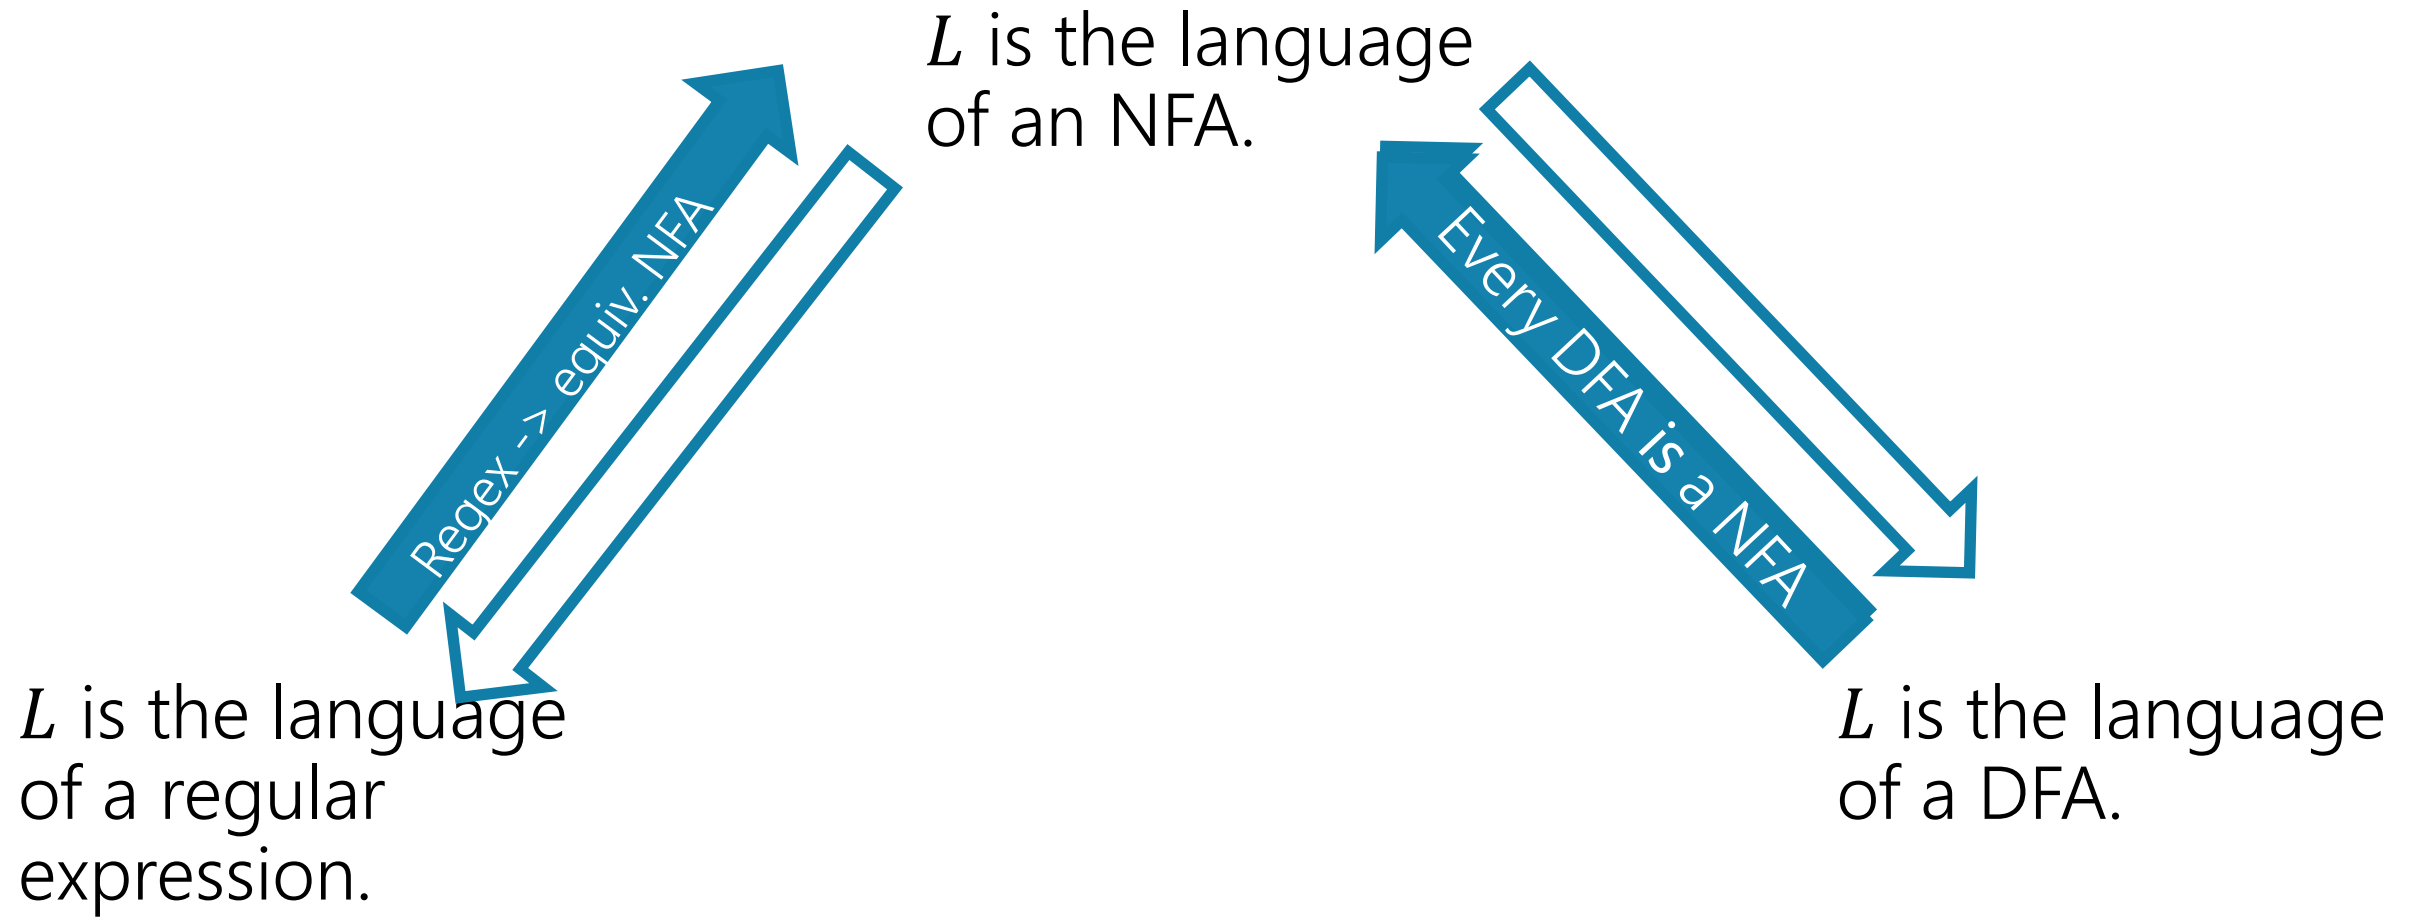 L is the language
of an NFA.
Regex -> equiv. NFA
Every DFA is a NFA
L is the language
of a regular
expression.
L is the language
of a DFA.